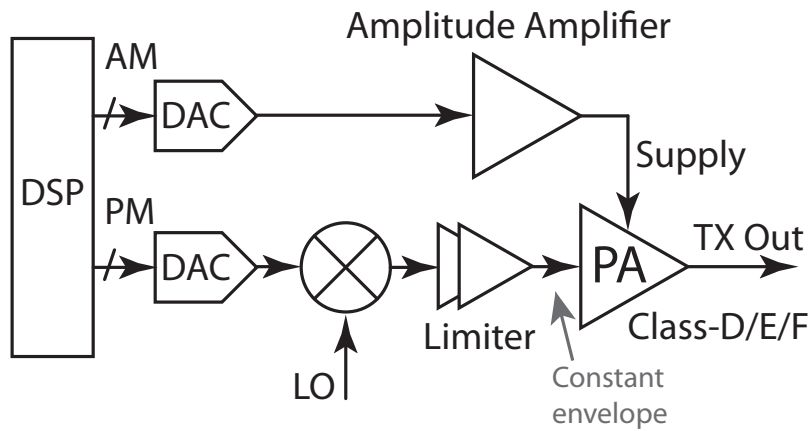 Amplitude Amplifier
AM
DAC
Supply
DSP
PM
DAC
PA
TX Out
Limiter
Class-D/E/F
LO
Constant
envelope